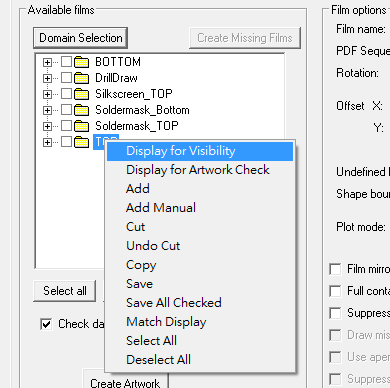 Available films
Film options
Domain Selection
Create Missing Films
Film name:
PDF Seque
Rotation:
Offset X:
Y:
Undefined l
Shape bour
Plot mode:
BOTTOM
DrillDraw
Silkscreen_TOP
Soldermask_Bottom
Soldermask_TOP
TOP
Display for Visibility
Display for Artwork Check
Add
Add Manual
Cut
Undo Cut
Copy
Save
Save All Checked
Match Display
Select All
Deselect All
Select all
Check da
Create Artwork
Film mirro
Full conta
Suppress
Draw mis
Use aper
Suppress